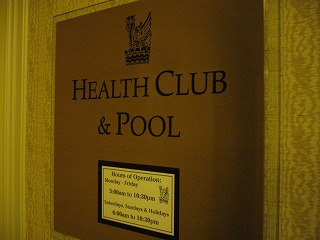 HEALTH CLUB
& POOL
Hours of Operation:
Monday - Friday
5:00am to 10:30pm
Saturdays, Sundays & Holidays
6:00am to 10:30pm